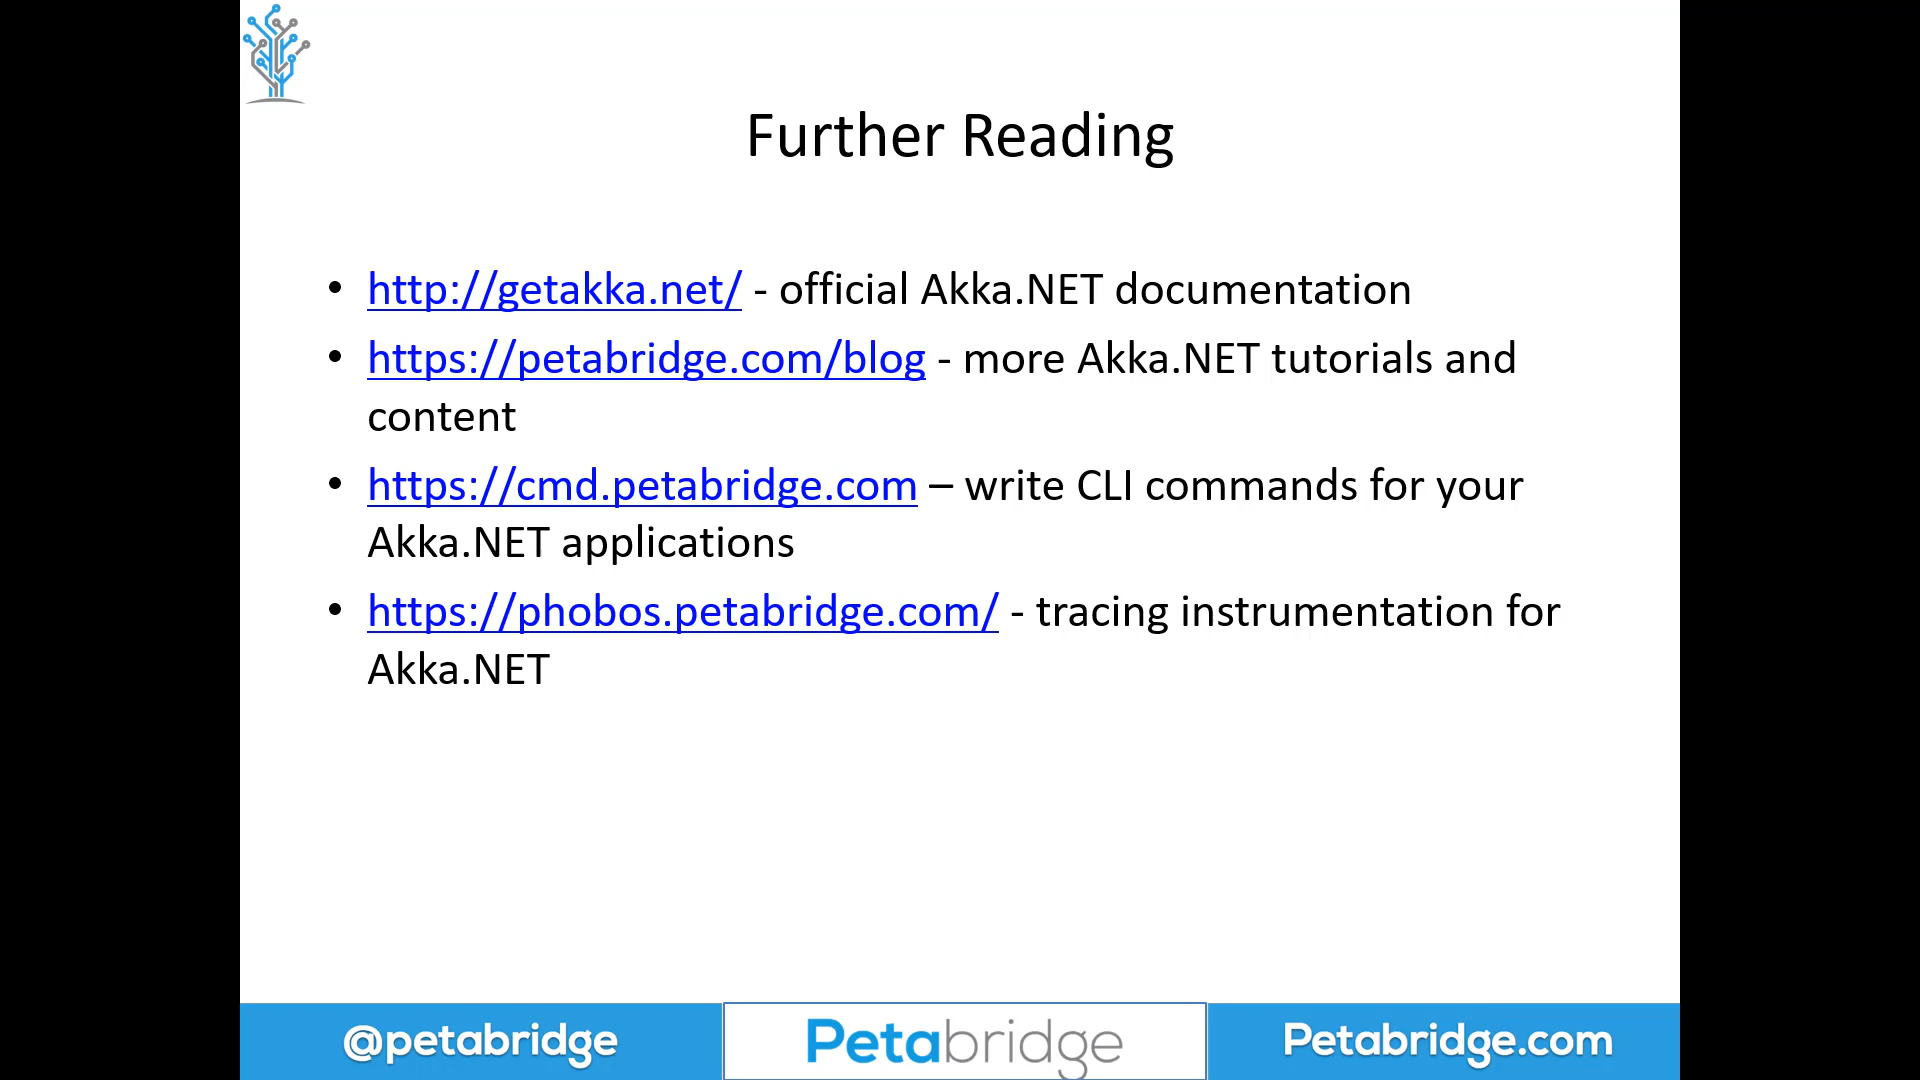 Further Reading
• http://getakka.net/ - official Akka.NET documentation
• https://petabridge.com/blog - more Akka.NET tutorials and
content
• https://cmd.petabridge.com – write CLI commands for your
Akka.NET applications
• https://phobos.petabridge.com/ - tracing instrumentation for
Akka.NET
@petabridge
Petabridge
Petabridge.com